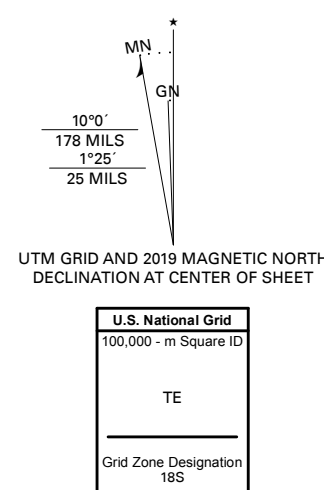 ★
MN
GN
10°0´
178 MILS
1°25´
25 MILS
UTM GRID AND 2019 MAGNETIC NORTH
DECLINATION AT CENTER OF SHEET
U.S. National Grid
100,000 - m Square ID
TE
Grid Zone Designation
18S